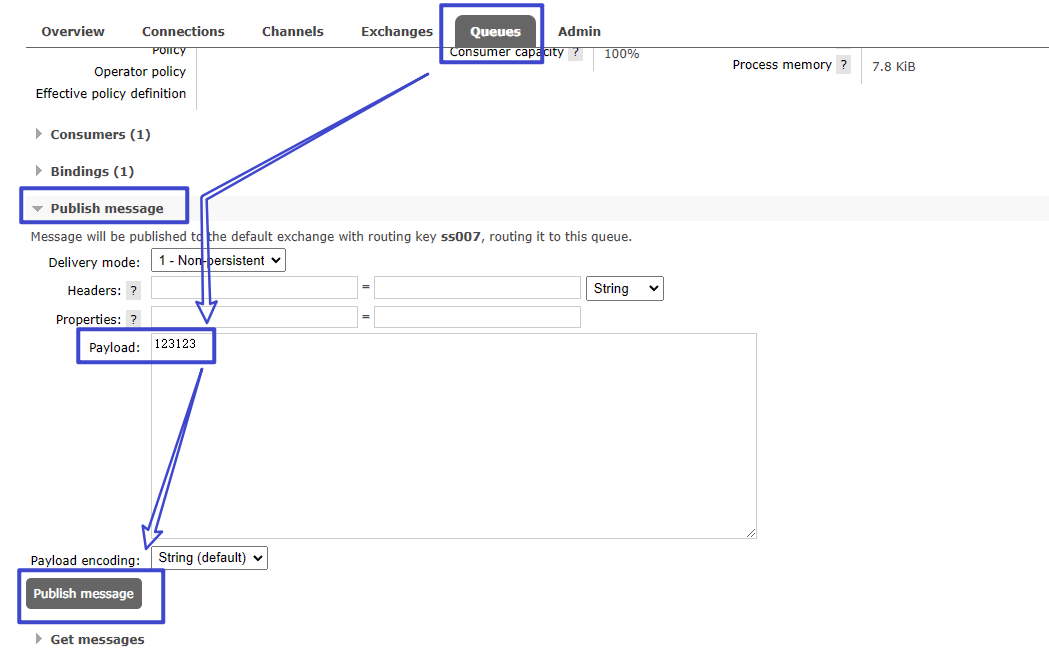 Overview Connections Channels Exchanges Queues Admin
Policy
Consumer capacity ? 100%
Process memory ? 7.8 KiB
Operator policy
Effective policy definition
Consumers (1)
Bindings (1)
Publish message
Message will be published to the default exchange with routing key ss007, routing it to this queue.
Delivery mode: 1 - Non-persistent
Headers: ? = String
Properties: ? =
Payload: 123123
Payload encoding: String (default)
Publish message
Get messages